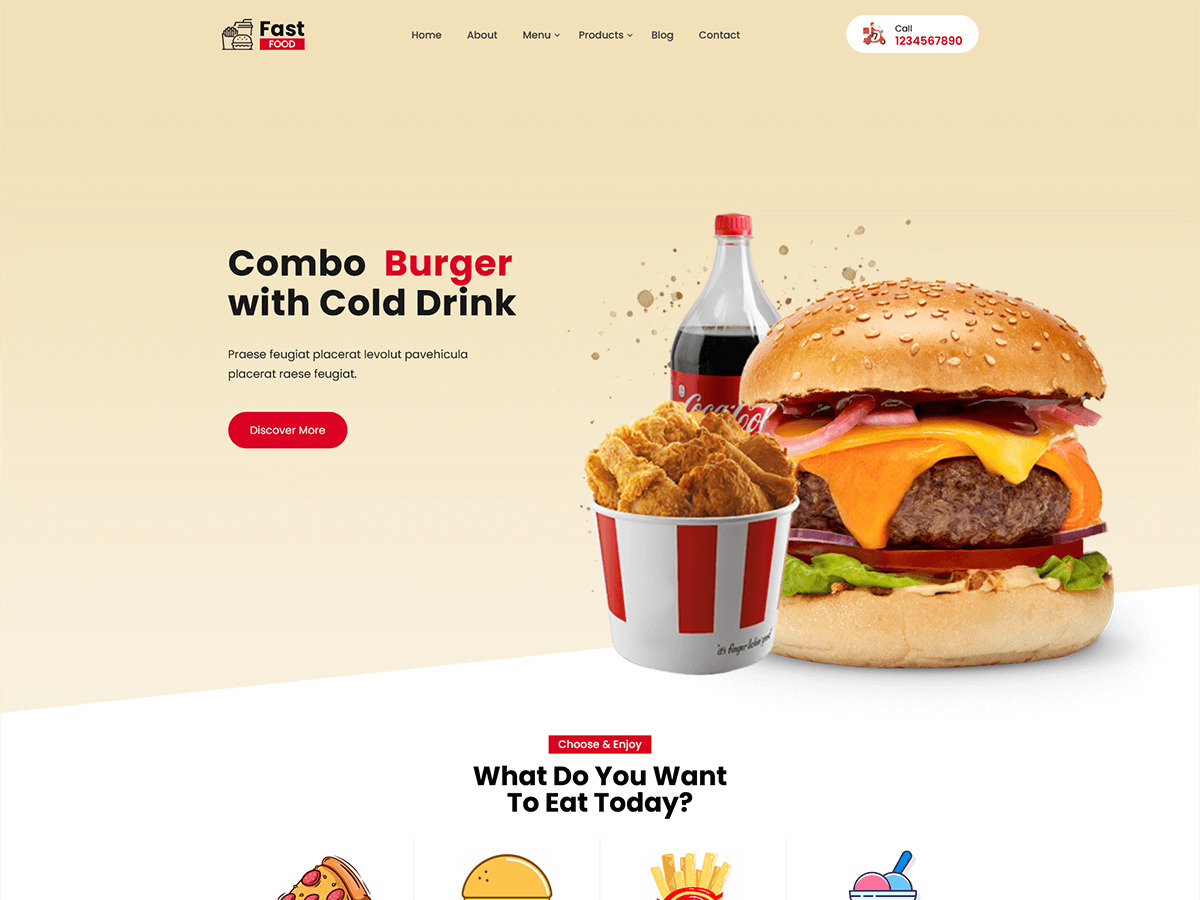 Fast
FOOD
Home
About
Menu
Products
Blog
Contact
Call
1234567890
Combo Burger
with Cold Drink
Praese feugiat placerat levolut pavehicula
placerat raese feugiat.
Discover More
it's finger lickin' good
Choose & Enjoy
What Do You Want
To Eat Today?